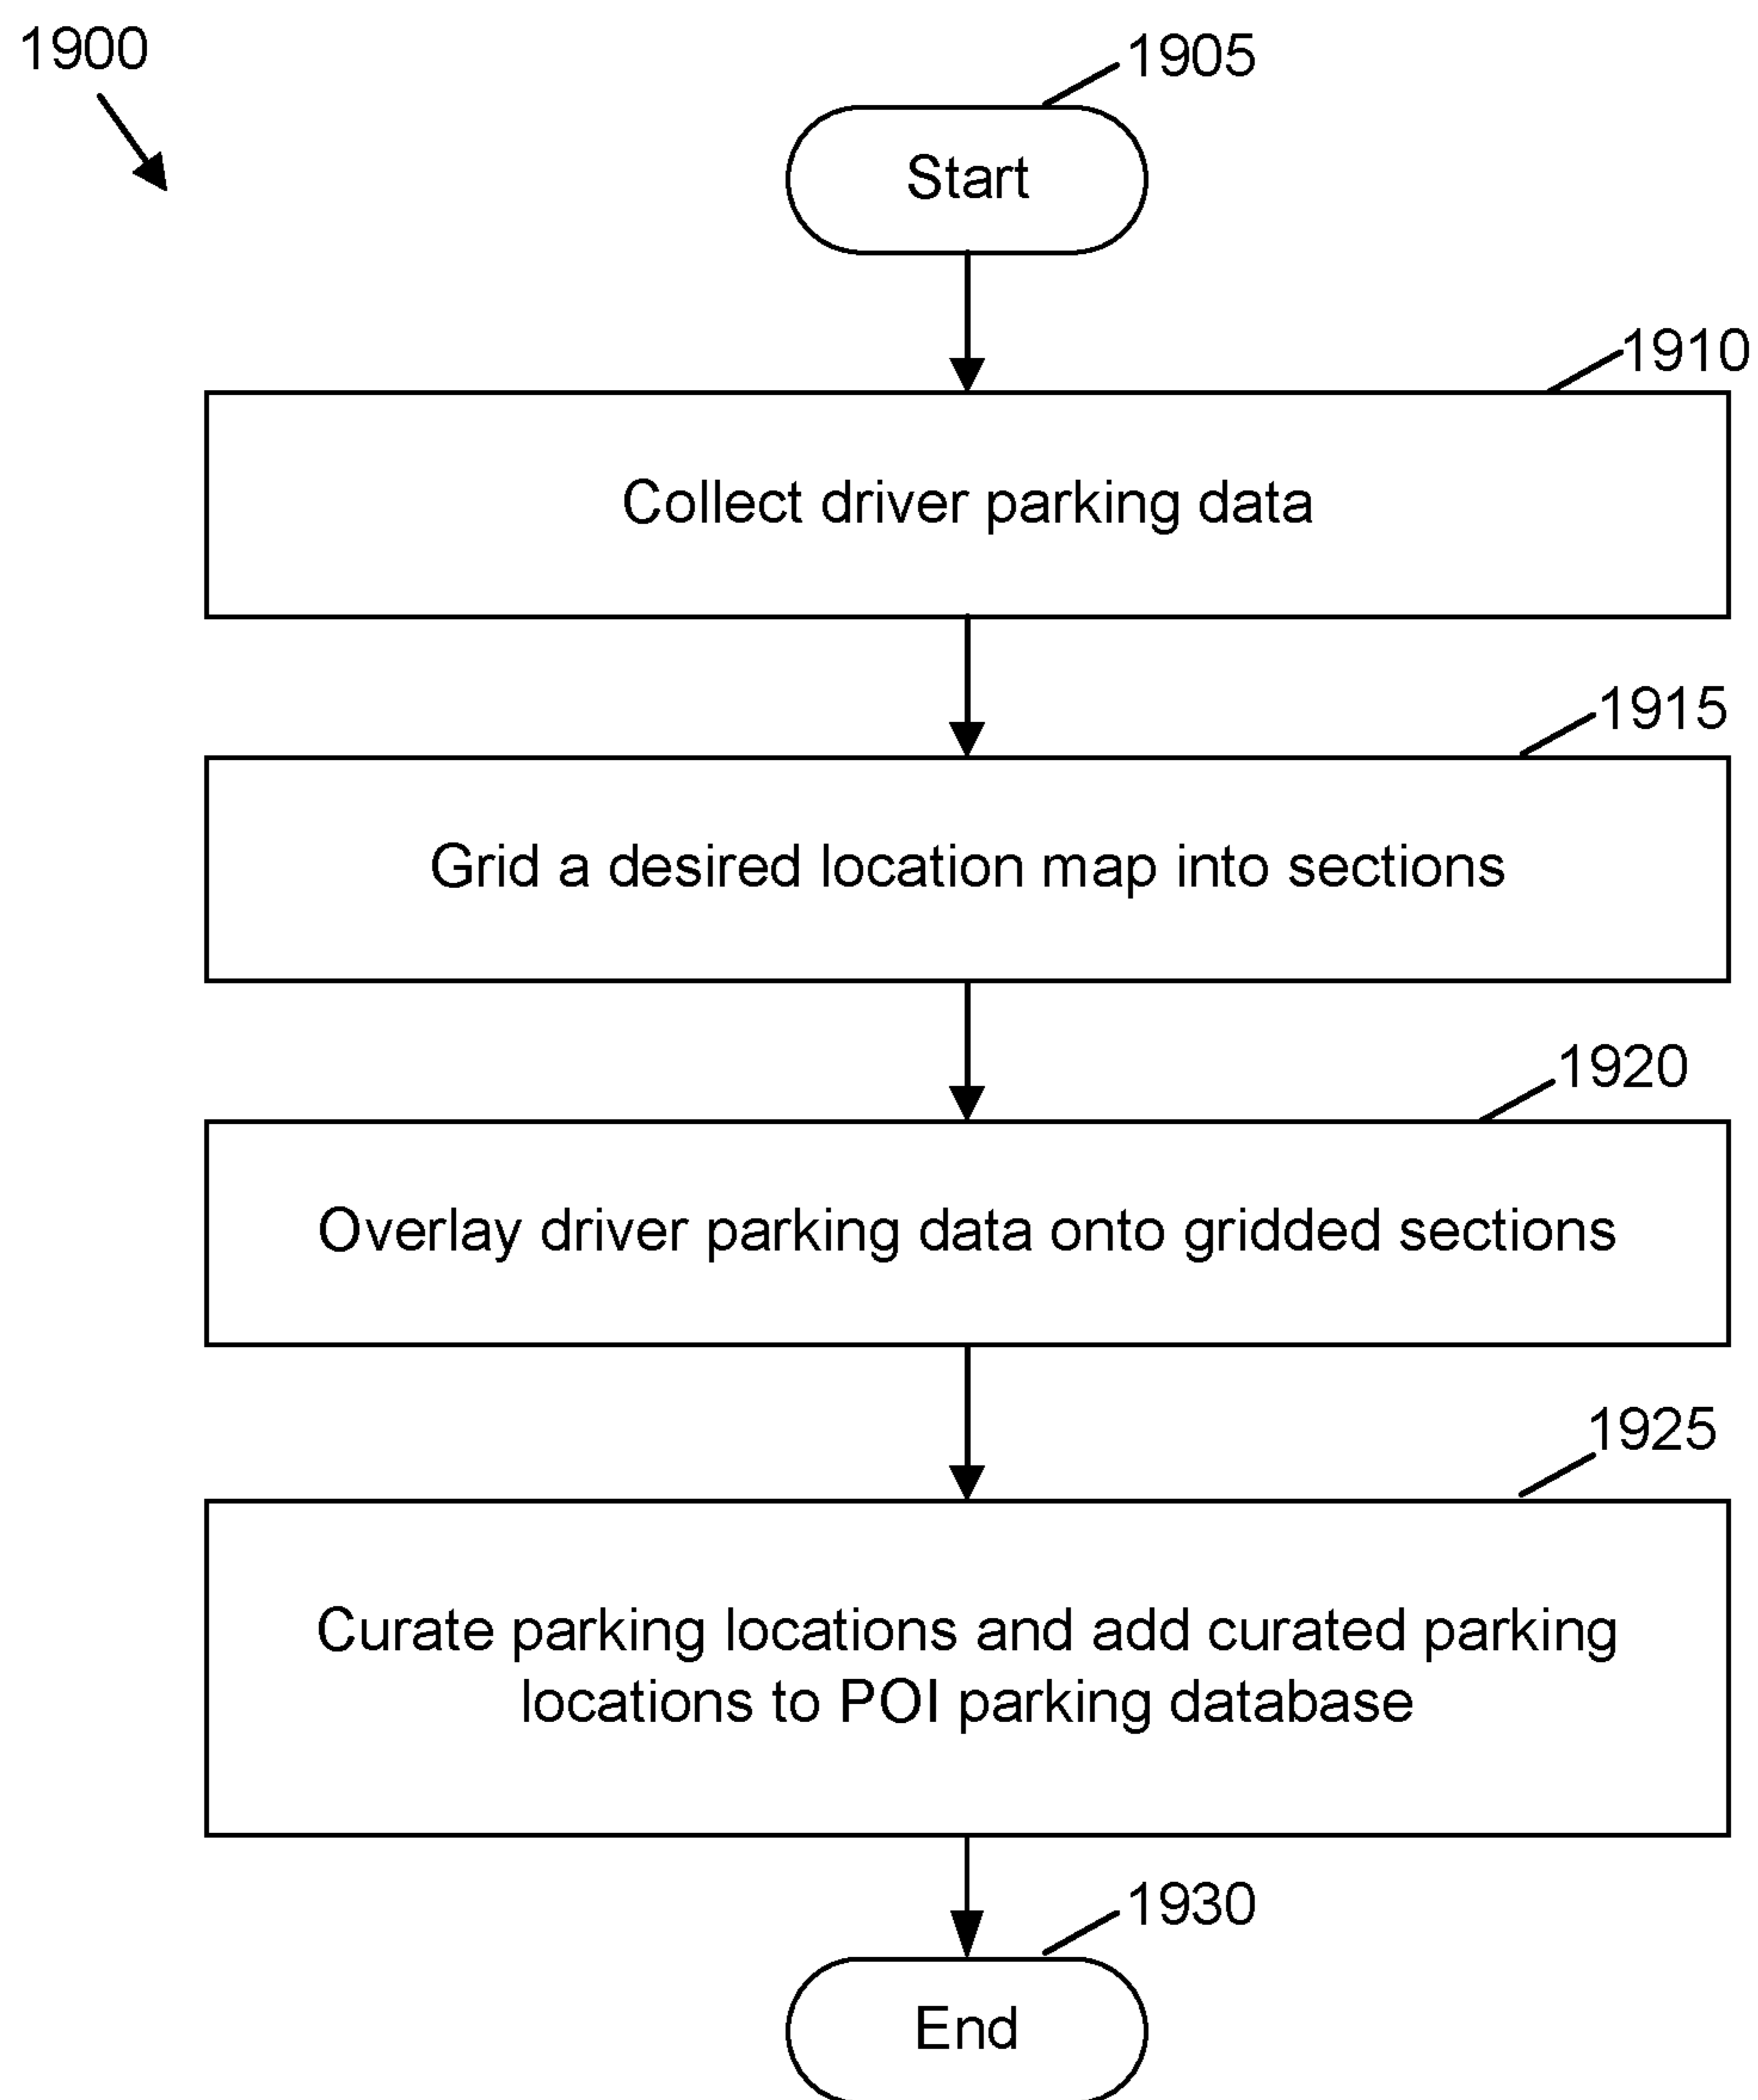 1900
1905
Start
1910
Collect driver parking data
1915
Grid a desired location map into sections
1920
Overlay driver parking data onto gridded sections
1925
Curate parking locations and add curated parking
locations to POI parking database
1930
End